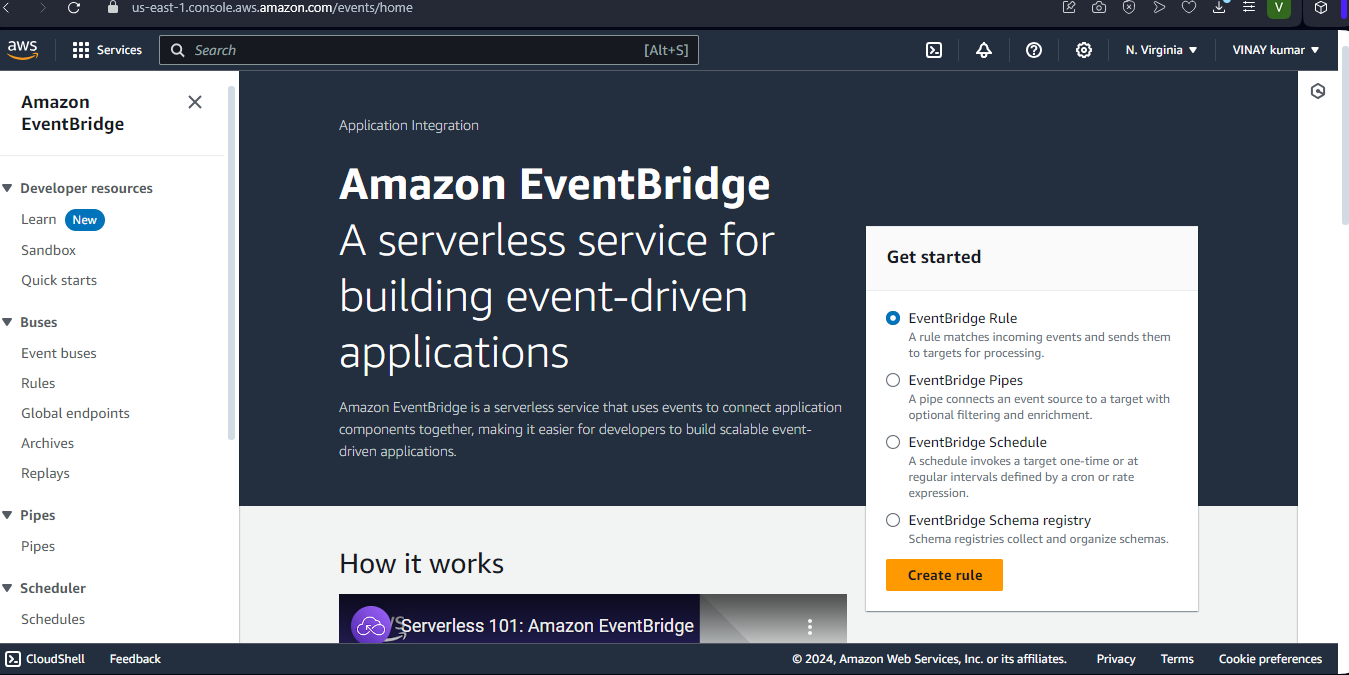 us-east-1.console.aws.amazon.com/events/home
V
aws
Services
Search
[Alt+S]
N. Virginia
VINAY kumar
Amazon
EventBridge
Developer resources
Learn New
Sandbox
Quick starts
Buses
Event buses
Rules
Global endpoints
Archives
Replays
Pipes
Pipes
Scheduler
Schedules
Application Integration
Amazon EventBridge
A serverless service for
building event-driven
applications
Amazon EventBridge is a serverless service that uses events to connect application
components together, making it easier for developers to build scalable event-
driven applications.
Get started
EventBridge Rule
A rule matches incoming events and sends them
to targets for processing.
EventBridge Pipes
A pipe connects an event source to a target with
optional filtering and enrichment.
EventBridge Schedule
A schedule invokes a target one-time or at
regular intervals defined by a cron or rate
expression.
EventBridge Schema registry
Schema registries collect and organize schemas.
Create rule
How it works
Serverless 101: Amazon EventBridge
CloudShell
Feedback
© 2024, Amazon Web Services, Inc. or its affiliates.
Privacy
Terms
Cookie preferences